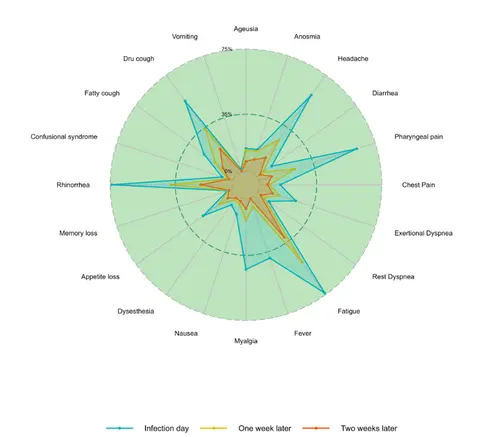 Ageusia
Vomiting
Anosmia
Dru cough
75%
Headache
Fatty cough
Diarrhea
35%
Confusional syndrome
Pharyngeal pain
0%
Rhinorrhea
Chest Pain
Memory loss
Exertional Dyspnea
Appetite loss
Rest Dyspnea
Dysesthesia
Fatigue
Nausea
Fever
Myalgia
Infection day
One week later
Two weeks later